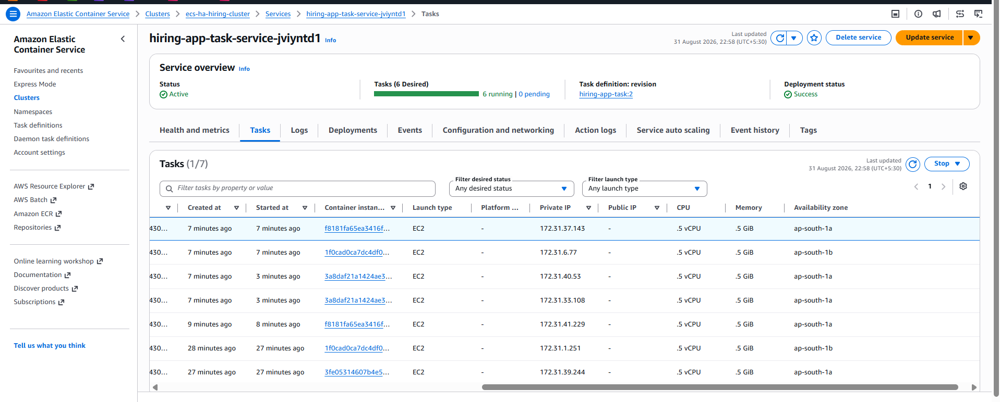 Amazon Elastic Container Service > Clusters > ecs-ha-hiring-cluster > Services > hiring-app-task-service-jviyntd1 > Tasks
Amazon Elastic Container Service
Favourites and recents
Express Mode
Clusters
Namespaces
Task definitions
Daemon task definitions
Account settings
AWS Resource Explorer
AWS Batch
Amazon ECR
Repositories
Online learning workshop
Documentation
Discover products
Subscriptions
Tell us what you think
hiring-app-task-service-jviyntd1 Info
Last updated
31 August 2026, 22:58 (UTC+5:30)
Delete service
Update service
Service overview Info
Status
Active
Tasks (6 Desired)
6 running | 0 pending
Task definition: revision
hiring-app-task:2
Deployment status
Success
Health and metrics Tasks Logs Deployments Events Configuration and networking Action logs Service auto scaling Event history Tags
Tasks (1/7)
Last updated
31 August 2026, 22:58 (UTC+5:30)
Stop
Filter tasks by property or value
Filter desired status
Any desired status
Filter launch type
Any launch type
1
Created at Started at Container instan... Launch type Platform ... Private IP Public IP CPU Memory Availability zone
430... 7 minutes ago 7 minutes ago f8181fa65ea3416f... EC2 - 172.31.37.143 - .5 vCPU .5 GiB ap-south-1a
430... 7 minutes ago 7 minutes ago 1f0cad0ca7dc4df0... EC2 - 172.31.6.77 - .5 vCPU .5 GiB ap-south-1b
430... 7 minutes ago 3 minutes ago 3a8daf21a1424ae3... EC2 - 172.31.40.53 - .5 vCPU .5 GiB ap-south-1a
430... 7 minutes ago 3 minutes ago 3a8daf21a1424ae3... EC2 - 172.31.33.108 - .5 vCPU .5 GiB ap-south-1a
430... 9 minutes ago 8 minutes ago f8181fa65ea3416f... EC2 - 172.31.41.229 - .5 vCPU .5 GiB ap-south-1a
430... 28 minutes ago 27 minutes ago 1f0cad0ca7dc4df0... EC2 - 172.31.1.251 - .5 vCPU .5 GiB ap-south-1b
430... 27 minutes ago 27 minutes ago 3fe05314607b4e5... EC2 - 172.31.39.244 - .5 vCPU .5 GiB ap-south-1a